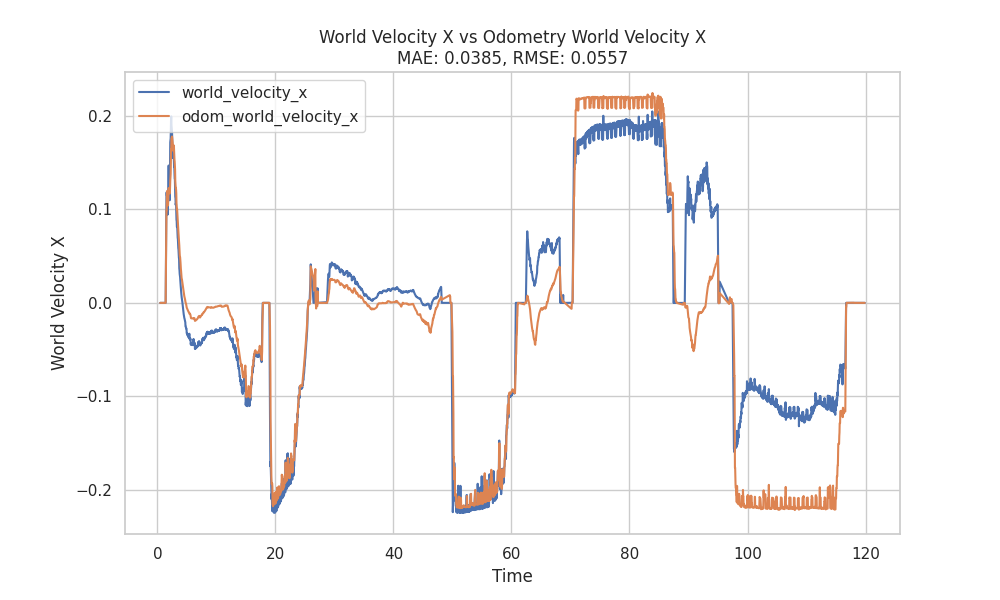 World Velocity X vs Odometry World Velocity X
MAE: 0.0385, RMSE: 0.0557
world_velocity_x
odom_world_velocity_x
0.2
0.1
0.0
−0.1
−0.2
World Velocity X
0 20 40 60 80 100 120
Time